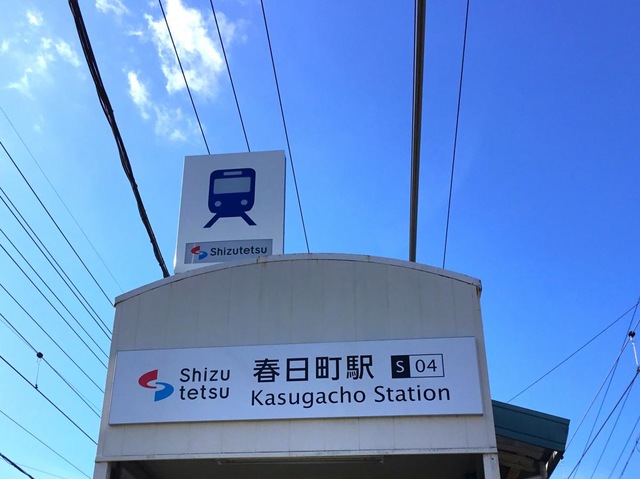 Shizutetsu
Shizu
tetsu
春日町駅 S 04
Kasugacho Station